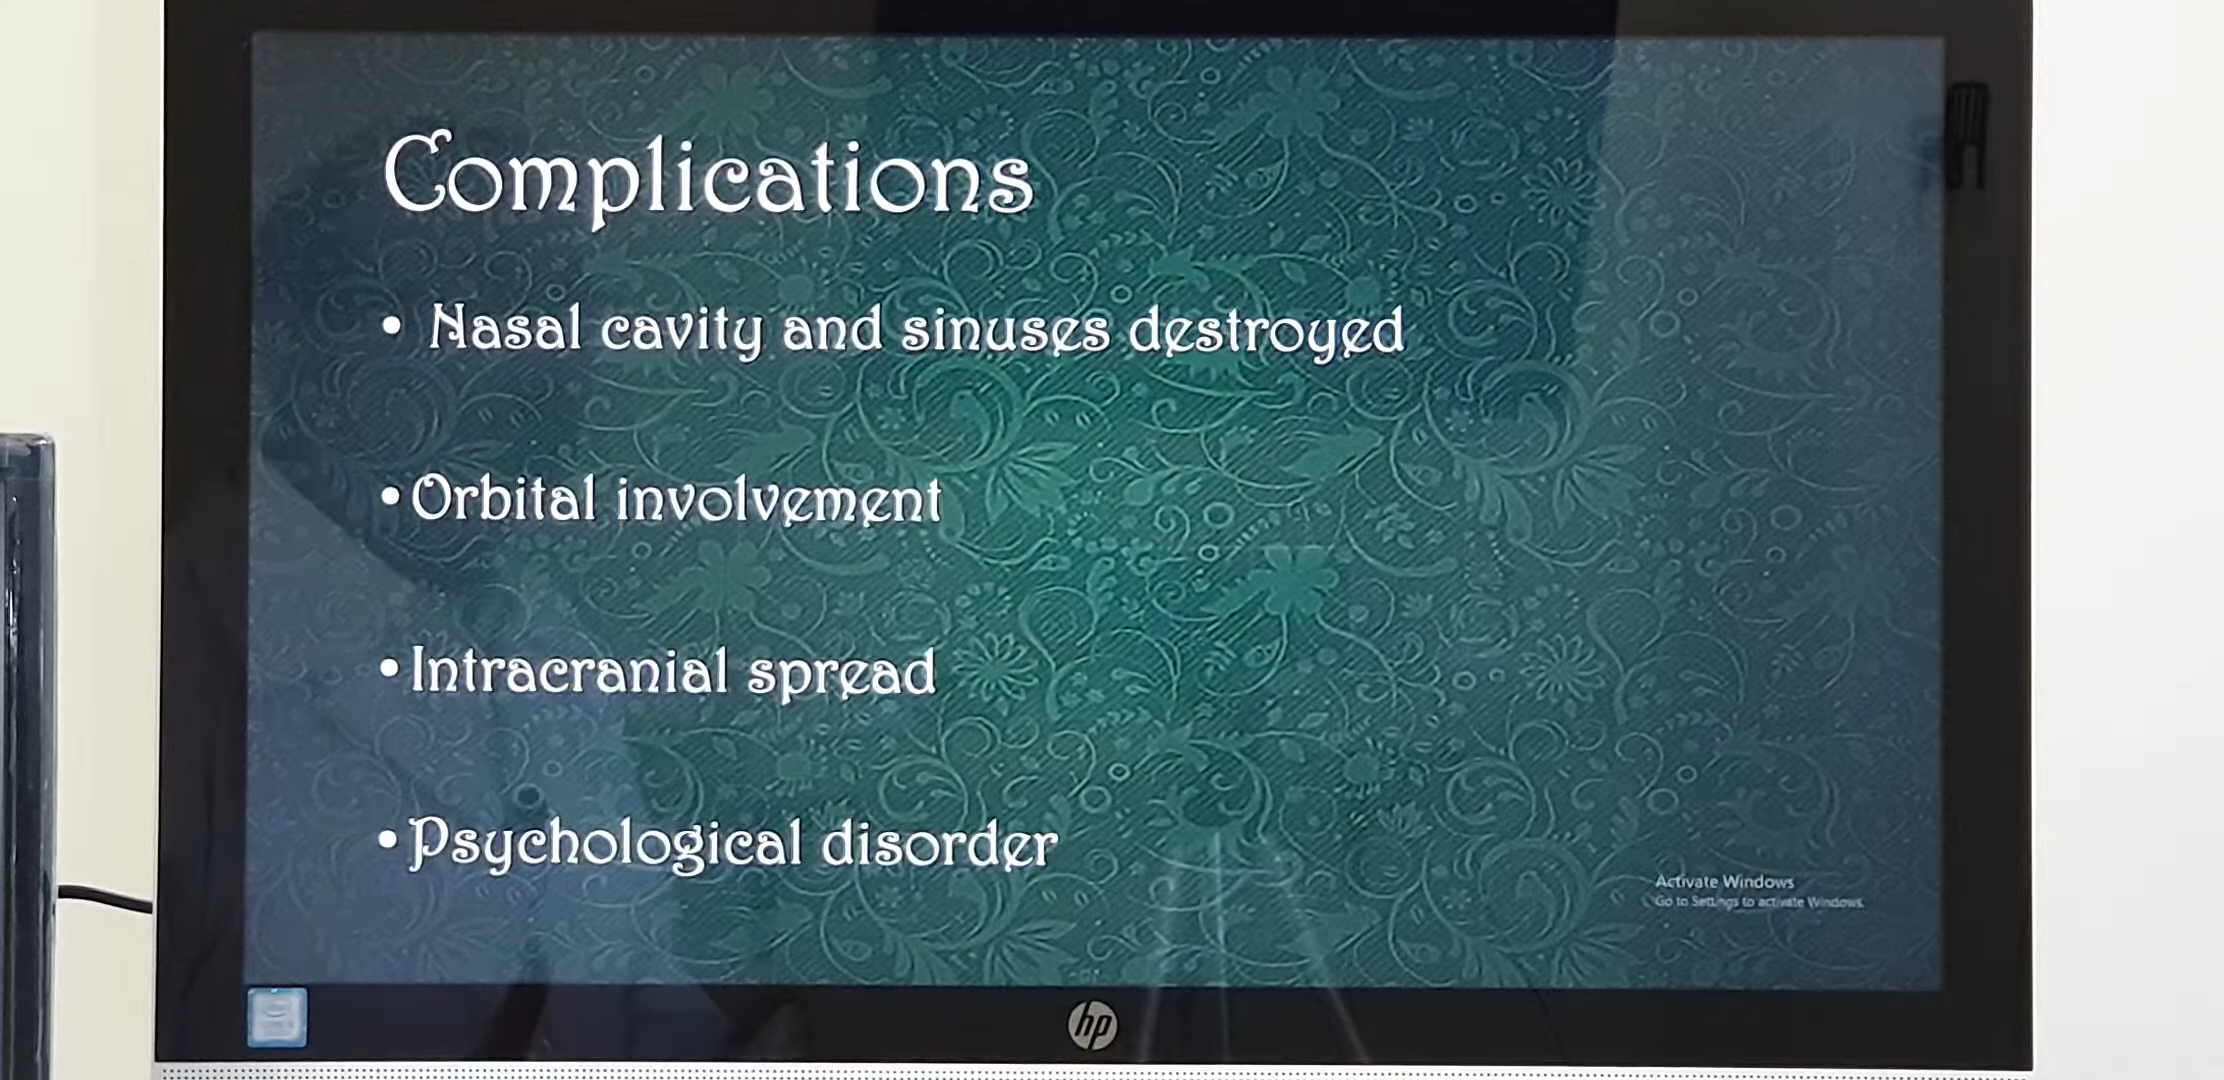 Complications
• Nasal cavity and sinuses destroyed
• Orbital involvement
• Intracranial spread
• Psychological disorder
Activate Windows
Go to Settings to activate Windows.
hp